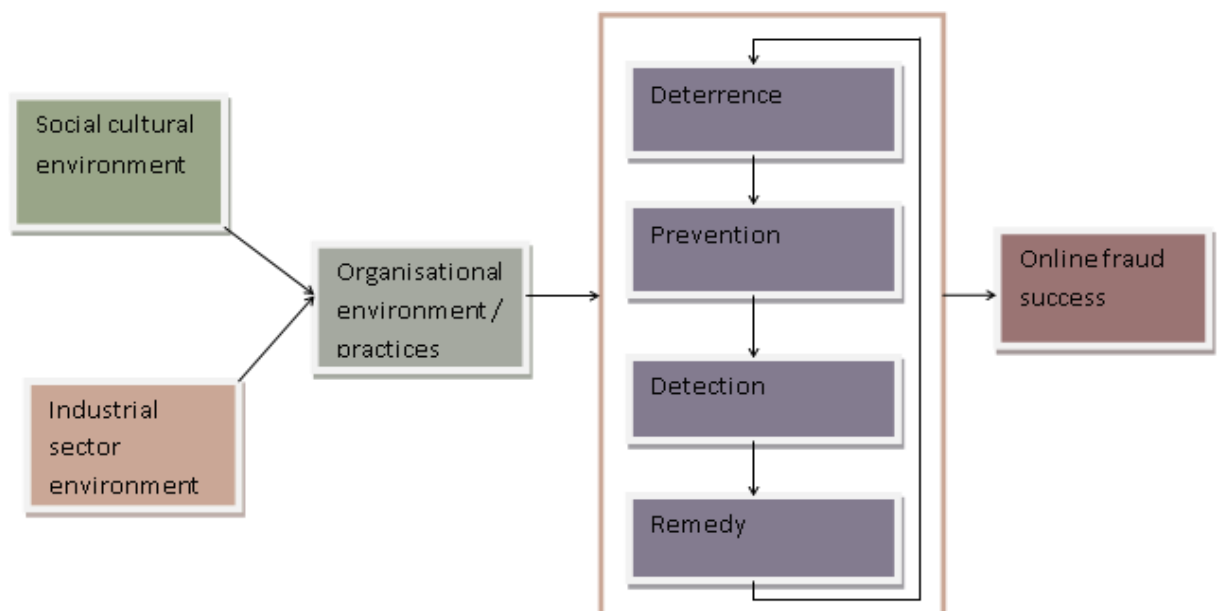 Social cultural
environment
Industrial
sector
environment
Organisational
environment/
practices
Deterrence
Prevention
Detection
Remedy
Online fraud
success